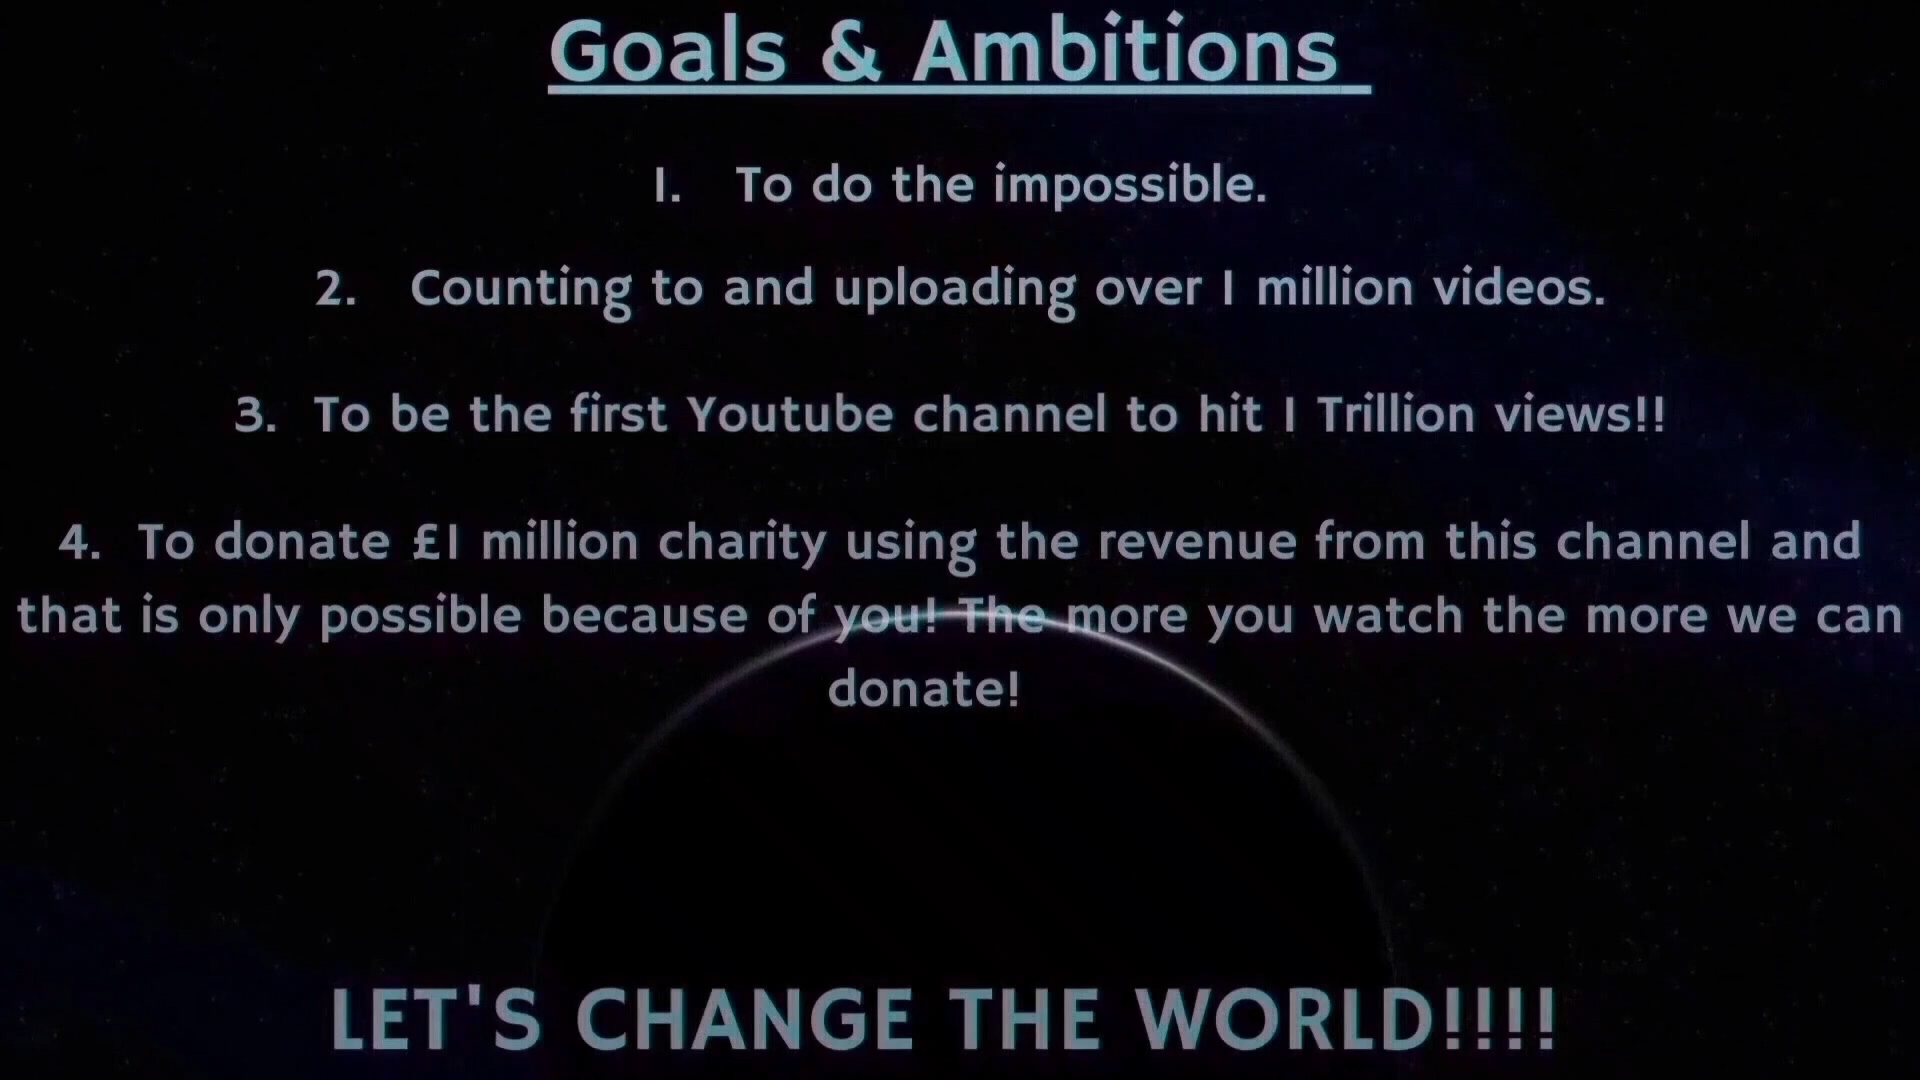 Goals & Ambitions
1. To do the impossible.
2. Counting to and uploading over 1 million videos.
3. To be the first Youtube channel to hit 1 Trillion views!!
4. To donate £1 million charity using the revenue from this channel and
that is only possible because of you! The more you watch the more we can
donate!
LET'S CHANGE THE WORLD!!!!